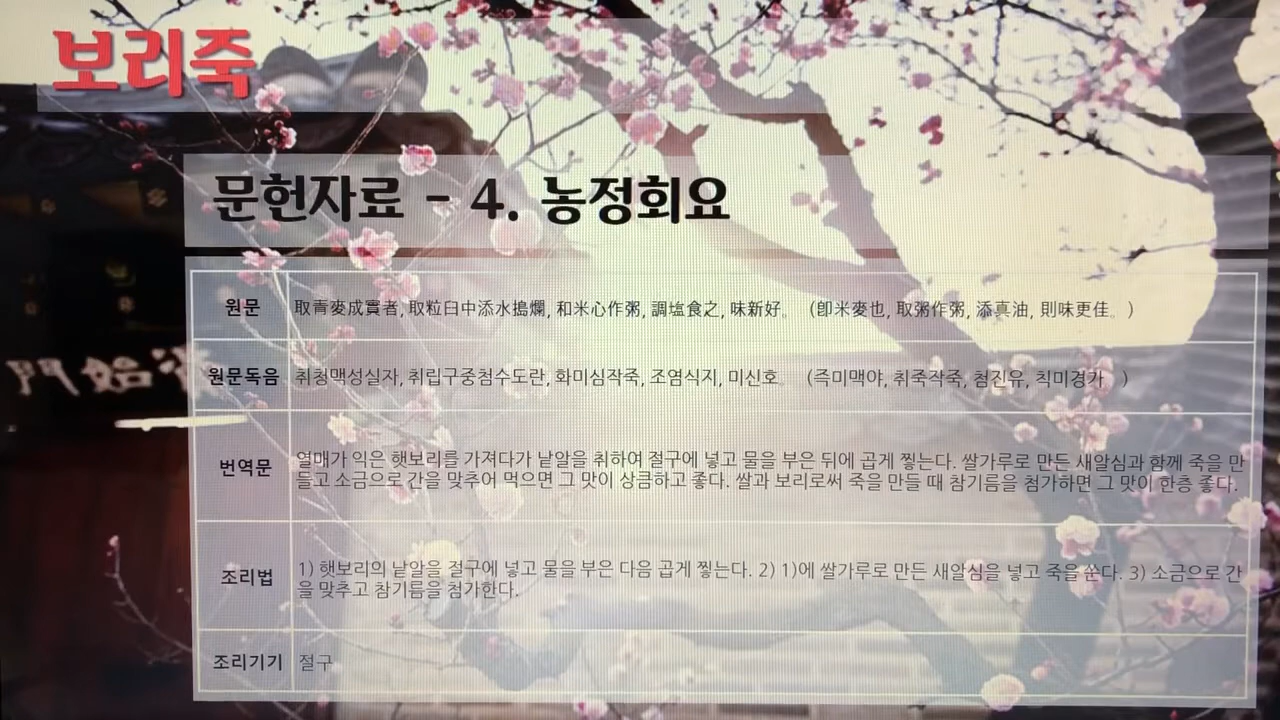 보리죽
문헌자료 - 4. 농정회요
원문 取青麥成實者, 取粒臼中添水搗爛, 和米心作粥, 調塩食之, 味新好。 (卽米麥也, 取粥作粥, 添真油, 則味更佳。)
원문독음 취청맥성실자, 취립구중첨수도란, 화미심작죽, 조염식지, 미신호 (즉미맥야, 취죽작죽, 첨진유, 칙미경가 )
번역문 열매가 익은 햇보리를 가져다가 낱알을 취하여 절구에 넣고 물을 부은 뒤에 곱게 찧는다. 쌀가루로 만든 새알심과 함께 죽을 만
들고 소금으로 간을 맞추어 먹으면 그 맛이 상큼하고 좋다. 쌀과 보리로써 죽을 만들 때 참기름을 첨가하면 그 맛이 한층 좋다.
조리법 1) 햇보리의 낱알을 절구에 넣고 물을 부은 다음 곱게 찧는다. 2) 1)에 쌀가루로 만든 새알심을 넣고 죽을 쑨다. 3) 소금으로 간
을 맞추고 참기름을 첨가한다.
조리기기 절구
門始